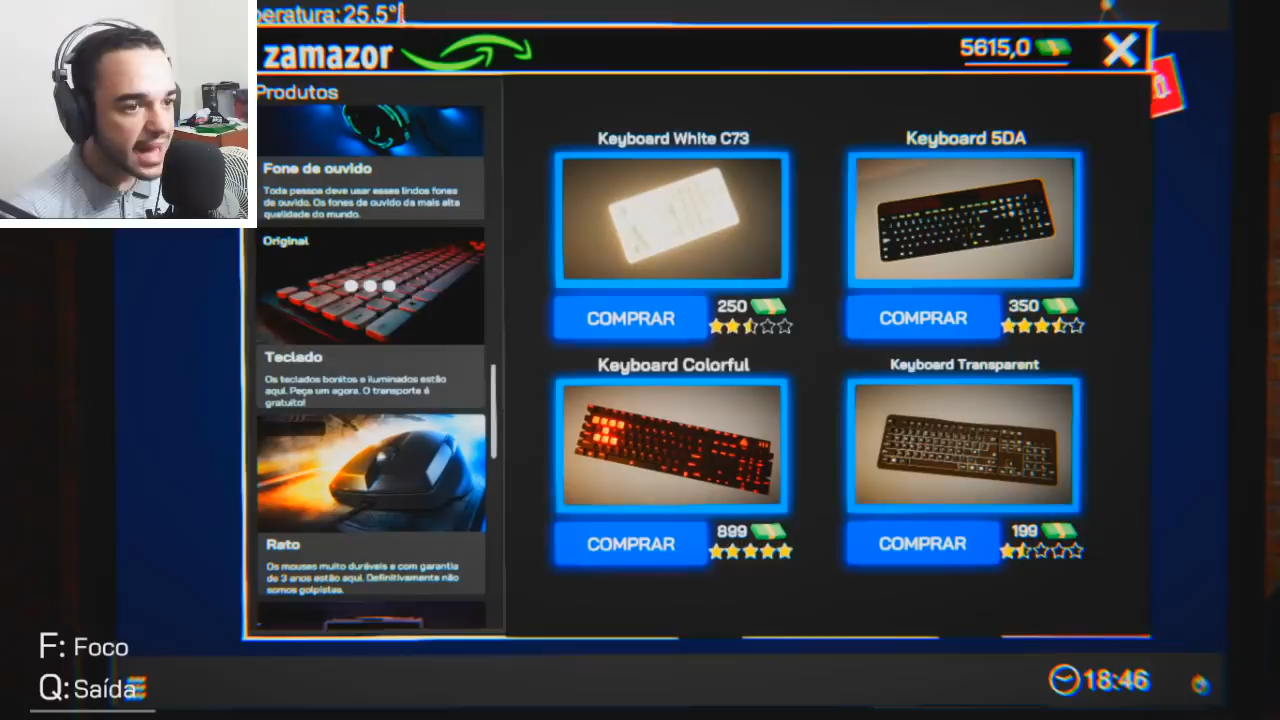 peratura: 25.5°
zamazor
5615,0
Produtos
Fone de ouvido
Toda pessoa deve usar esses lindos fones
de ouvido. Os fones de ouvido da mais alta
qualidade do mundo.
Original
Teclado
Os teclados bonitos e iluminados estão
aqui. Peça um agora. O transporte é
gratuito!
Rato
Os mouses muito duráveis e com garantia
de 3 anos estão aqui. Definitivamente não
somos golpistas.
Keyboard White C73
COMPRAR
250
Keyboard 5DA
COMPRAR
350
Keyboard Colorful
COMPRAR
899
Keyboard Transparent
COMPRAR
199
F: Foco
Q: Saída
18:46